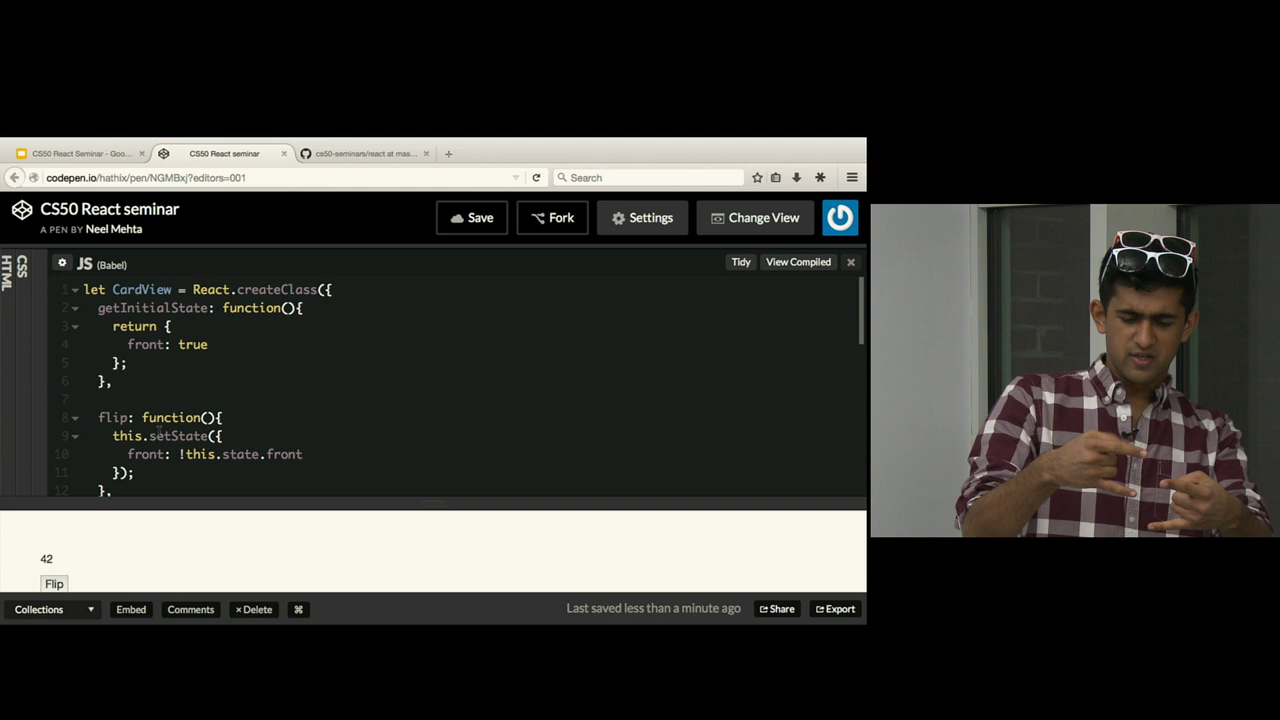 CS50 React Seminar - Goo...
CS50 React seminar
cs50-seminars/react at mas...
codepen.io/hathix/pen/NGMBxj?editors=001
Search
CS50 React seminar
A PEN BY Neel Mehta
Save
Fork
Settings
Change View
HTML
CSS
JS (Babel)
Tidy
View Compiled
1 let CardView = React.createClass({
2 getInitialState: function(){
3 return {
4 front: true
5 };
6 },
7
8 flip: function(){
9 this.setState({
10 front: !this.state.front
11 });
12 },
42
Flip
Collections
Embed
Comments
× Delete
⌘
Last saved less than a minute ago
Share
Export